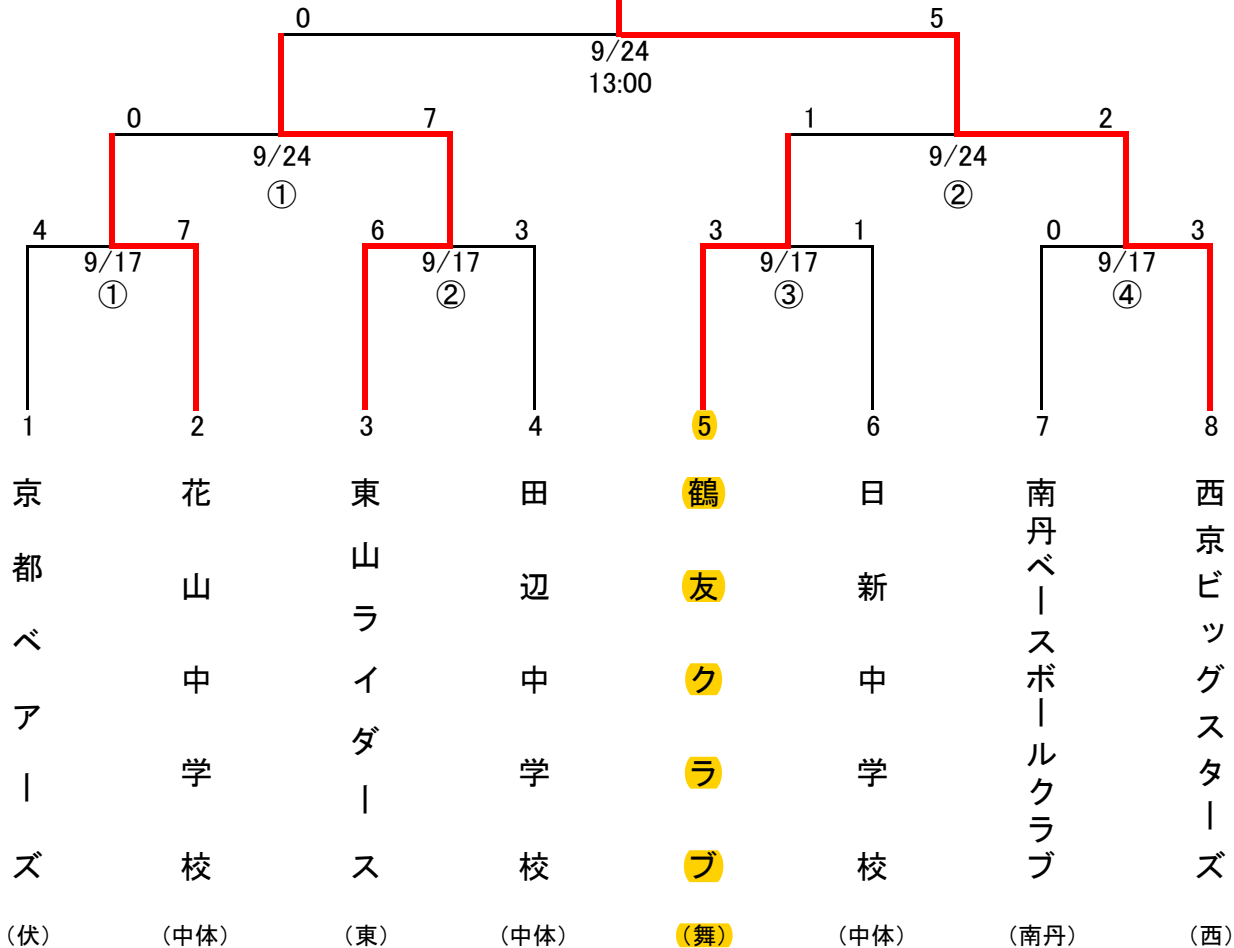 0 5
9/24
13:00
0 7 1 2
9/24 9/24
① ②
4 7 6 3 3 1 0 3
9/17 9/17 9/17 9/17
① ② ③ ④
1 2 3 4 5 6 7 8
京都ベアーズ
花山中学校
東山ライダース
田辺中学校
鶴友クラブ
日新中学校
南丹ベースボールクラブ
西京ビッグスターズ
（伏） （中体） （東） （中体） （舞） （中体） （南丹） （西）